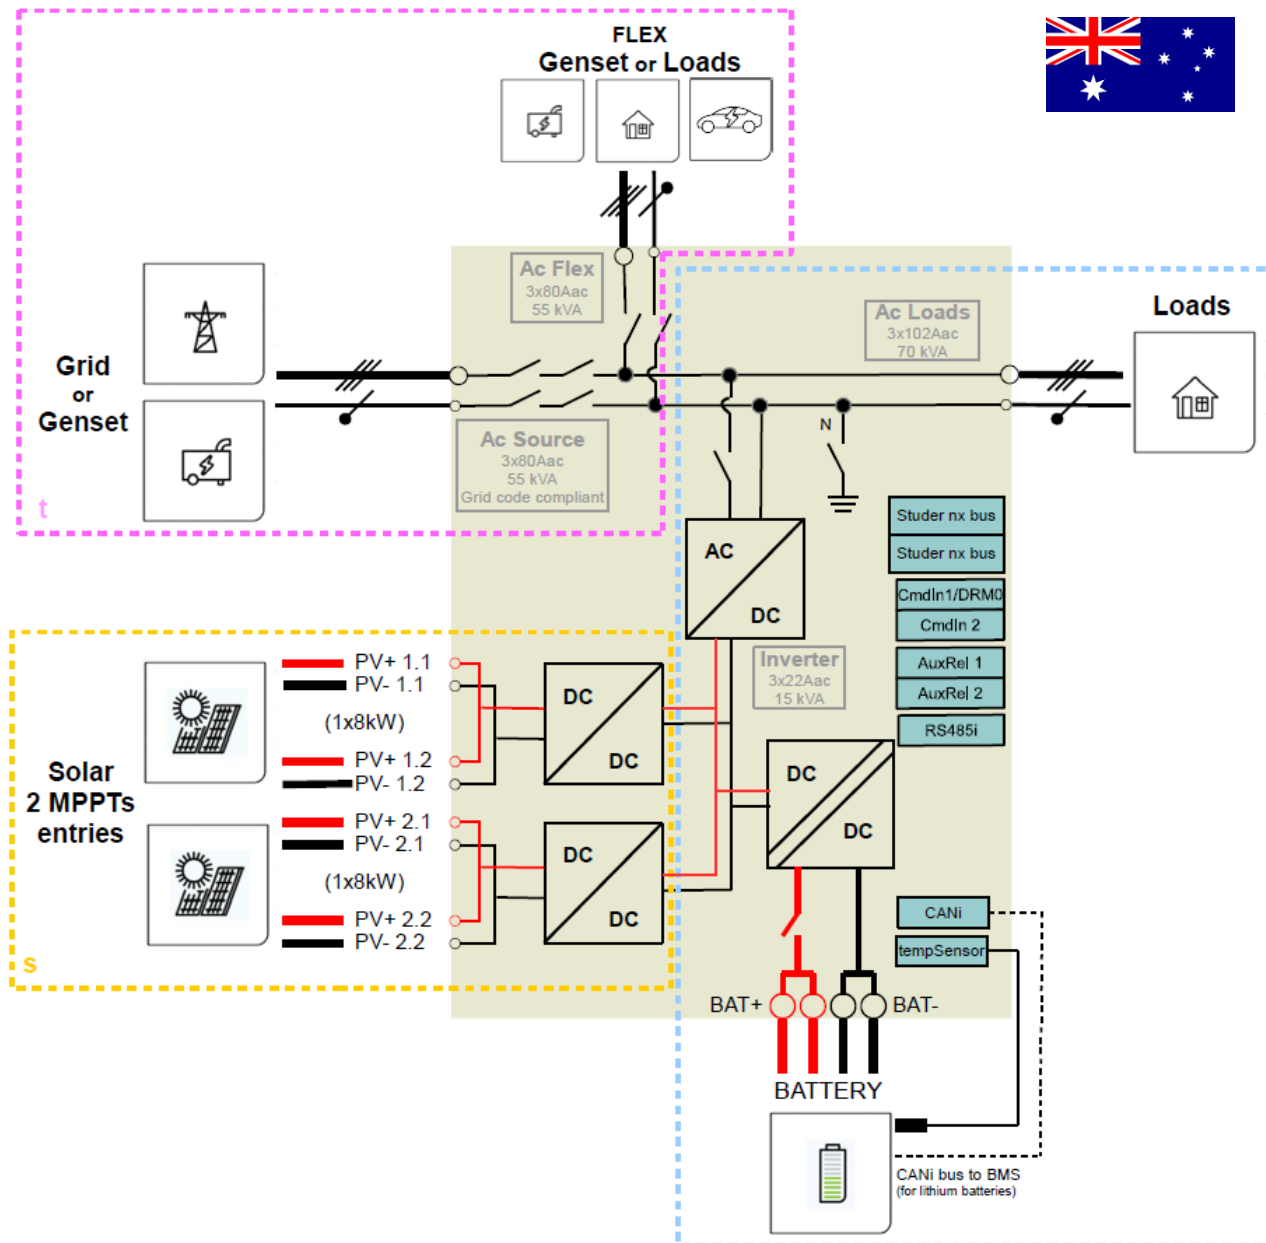 FLEX
Genset or Loads
Ac Flex
3x80Aac
55 kVA
Ac Loads
3x102Aac
70 kVA
Loads
Grid
or
Genset
Ac Source
3x80Aac
55 kVA
Grid code compliant
N
t
AC
DC
Studer nx bus
Studer nx bus
CmdIn1/DRM0
CmdIn 2
AuxRel 1
AuxRel 2
RS485i
Inverter
3x22Aac
15 kVA
Solar
2 MPPTs
entries
PV+ 1.1
PV- 1.1
(1x8kW)
PV+ 1.2
PV- 1.2
DC
DC
PV+ 2.1
PV- 2.1
(1x8kW)
PV+ 2.2
PV- 2.2
DC
DC
s
DC
DC
CANi
tempSensor
BAT+
BAT-
BATTERY
CANi bus to BMS
(for lithium batteries)